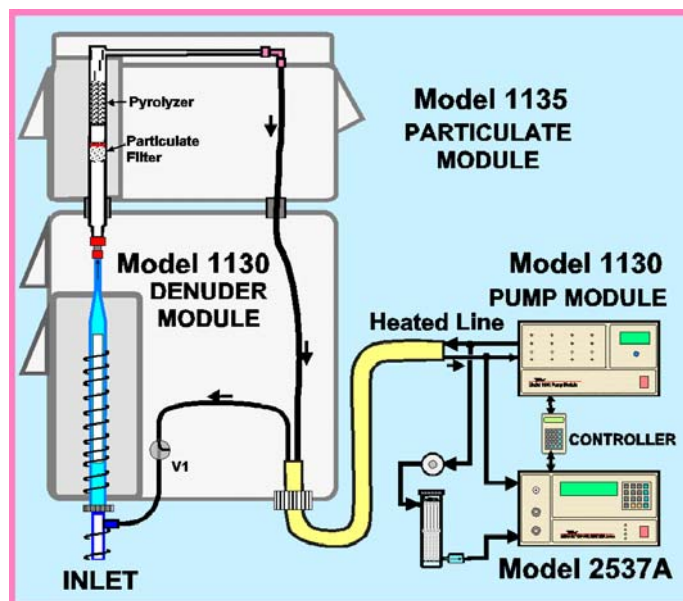 Pyrolyzer
Particulate
Filter
Model 1135
PARTICULATE
MODULE
Model 1130
DENUDER
MODULE
Model 1130
PUMP MODULE
Heated Line
CONTROLLER
V1
Model 2537A
INLET